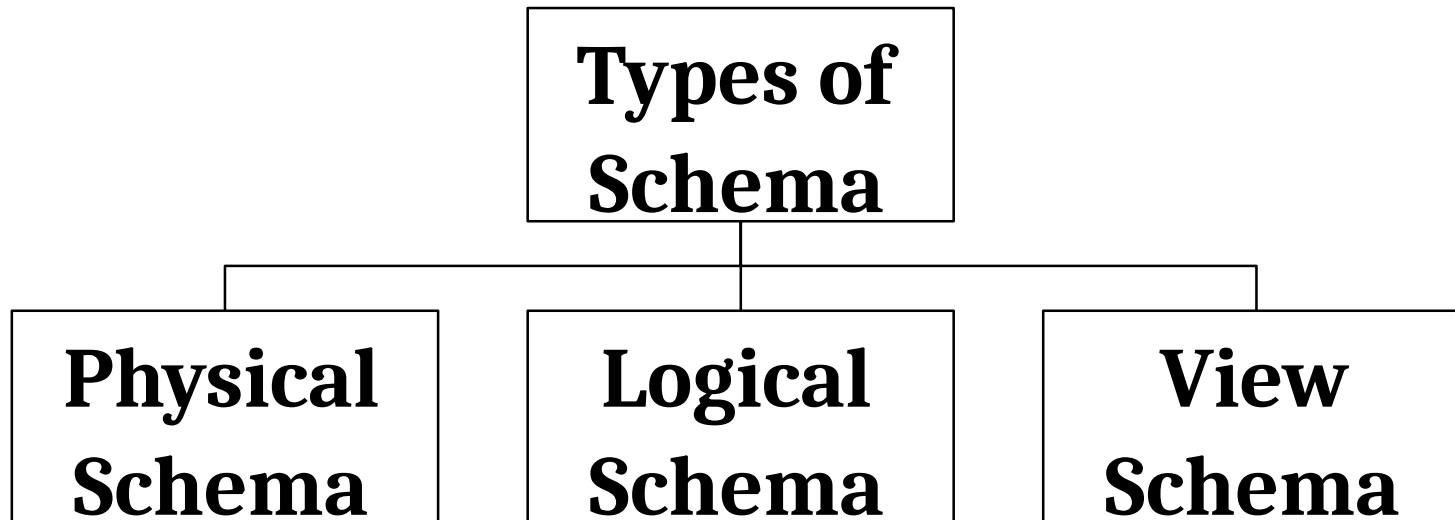 Types of
Schema
Physical
Schema
Logical
Schema
View
Schema